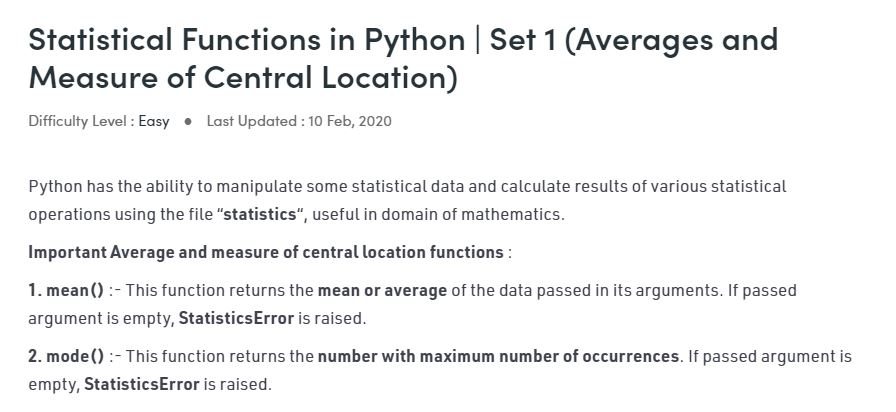 Statistical Functions in Python | Set 1 (Averages and
Measure of Central Location)
Difficulty Level : Easy ● Last Updated : 10 Feb, 2020
Python has the ability to manipulate some statistical data and calculate results of various statistical
operations using the file “statistics“, useful in domain of mathematics.
Important Average and measure of central location functions :
1. mean() :- This function returns the mean or average of the data passed in its arguments. If passed
argument is empty, StatisticsError is raised.
2. mode() :- This function returns the number with maximum number of occurrences. If passed argument is
empty, StatisticsError is raised.